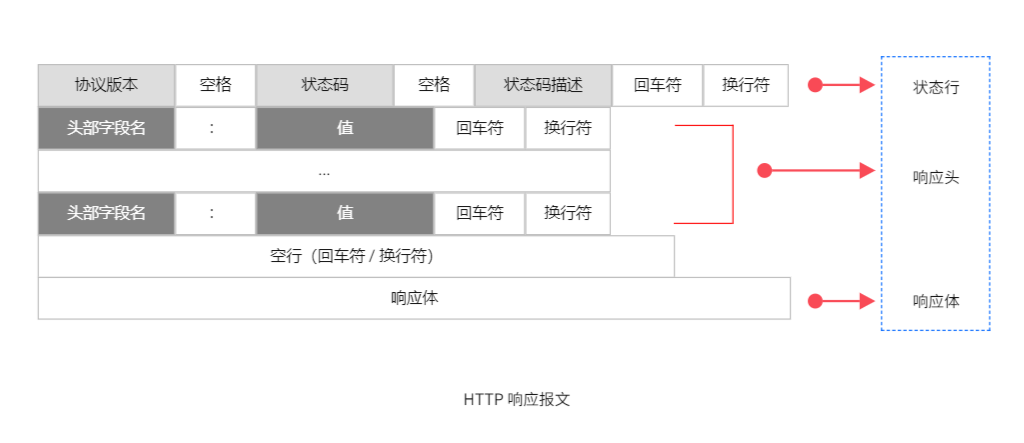 协议版本 空格 状态码 空格 状态码描述 回车符 换行符 状态行
头部字段名 : 值 回车符 换行符
...
响应头
头部字段名 : 值 回车符 换行符
空行（回车符 / 换行符）
响应体 响应体
HTTP 响应报文